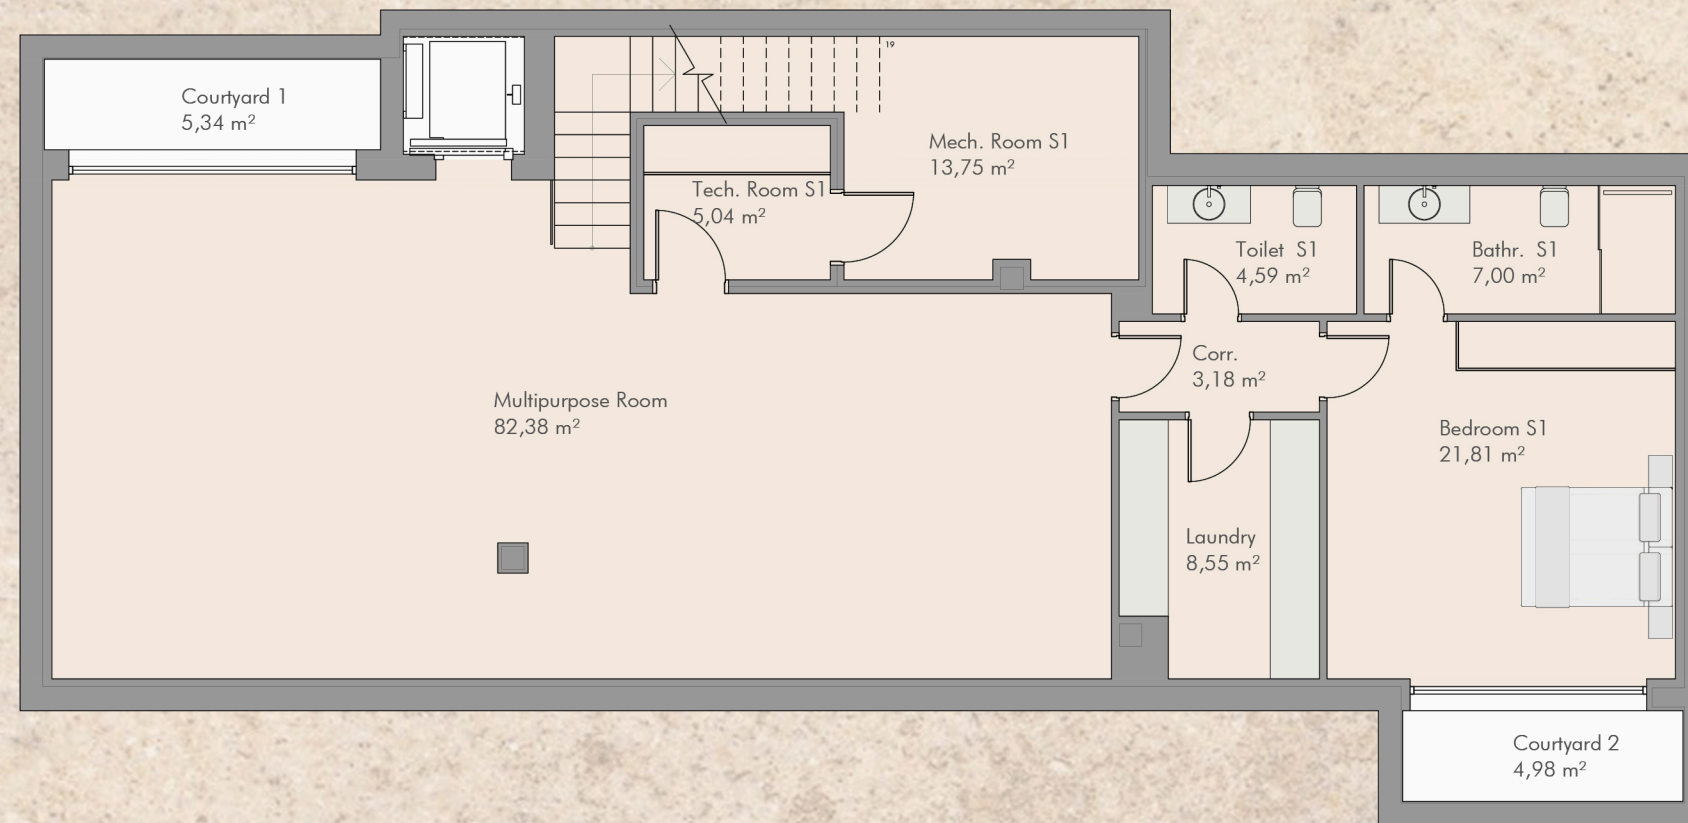 Courtyard 1
5,34 m²
19
Mech. Room S1
13,75 m²
Tech. Room S1
5,04 m²
Toilet S1
4,59 m²
Bathr. S1
7,00 m²
Corr.
3,18 m²
Multipurpose Room
82,38 m²
Bedroom S1
21,81 m²
Laundry
8,55 m²
Courtyard 2
4,98 m²